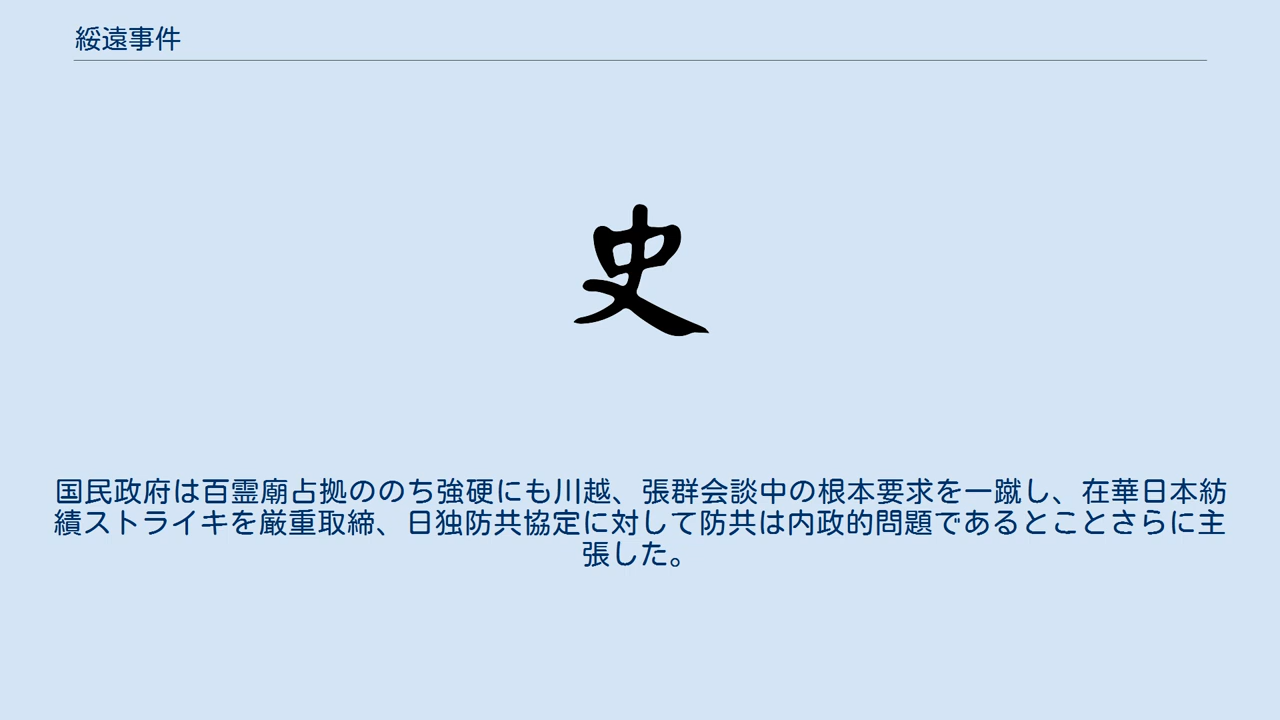 綏遠事件
史
国民政府は百霊廟占拠ののち強硬にも川越、張群会談中の根本要求を一蹴し、在華日本紡
績ストライキを厳重取締、日独防共協定に対して防共は内政的問題であるとことさらに主
張した。